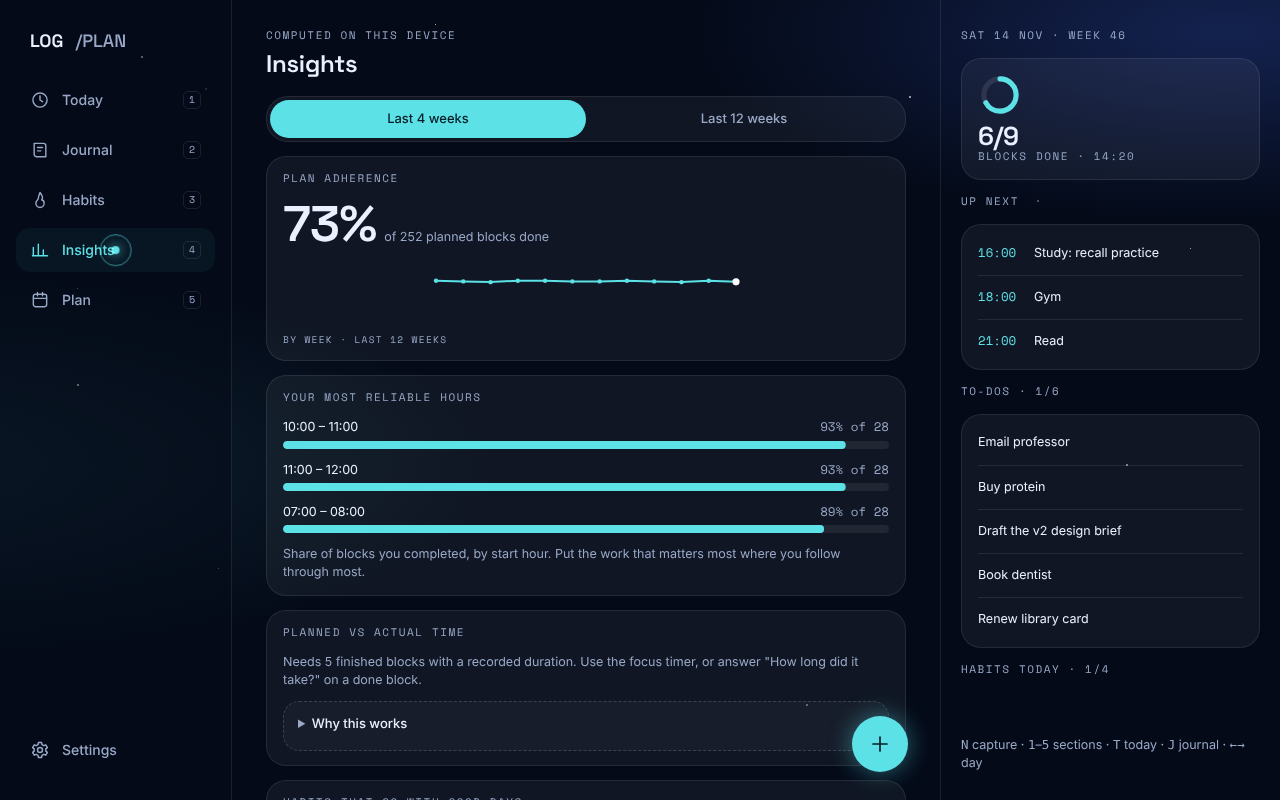 LOG /PLAN
Today 1
Journal 2
Habits 3
Insights 4
Plan 5
Settings
COMPUTED ON THIS DEVICE
Insights
Last 4 weeks
Last 12 weeks
PLAN ADHERENCE
73% of 252 planned blocks done
BY WEEK · LAST 12 WEEKS
YOUR MOST RELIABLE HOURS
10:00 – 11:00 93% of 28
11:00 – 12:00 93% of 28
07:00 – 08:00 89% of 28
Share of blocks you completed, by start hour. Put the work that matters most where you follow
through most.
PLANNED VS ACTUAL TIME
Needs 5 finished blocks with a recorded duration. Use the focus timer, or answer "How long did it
take?" on a done block.
Why this works
SAT 14 NOV · WEEK 46
6/9
BLOCKS DONE · 14:20
UP NEXT ·
16:00 Study: recall practice
18:00 Gym
21:00 Read
TO-DOS · 1/6
Email professor
Buy protein
Draft the v2 design brief
Book dentist
Renew library card
HABITS TODAY · 1/4
N capture · 1–5 sections · T today · J journal · ←→
day